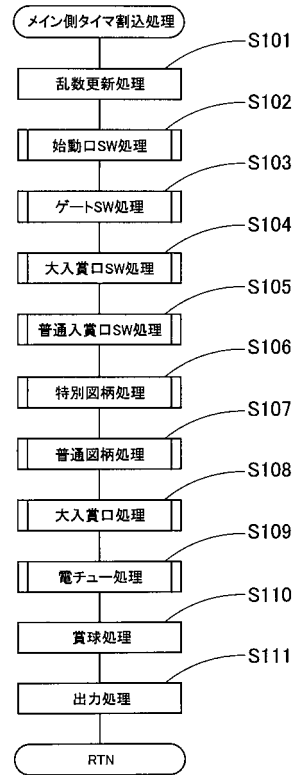 メイン側タイマ割込処理
S101
乱数更新処理
S102
始動口SW処理
S103
ゲートSW処理
S104
大入賞口SW処理
S105
普通入賞口SW処理
S106
特別図柄処理
S107
普通図柄処理
S108
大入賞口処理
S109
電チュー処理
S110
賞球処理
S111
出力処理
RTN